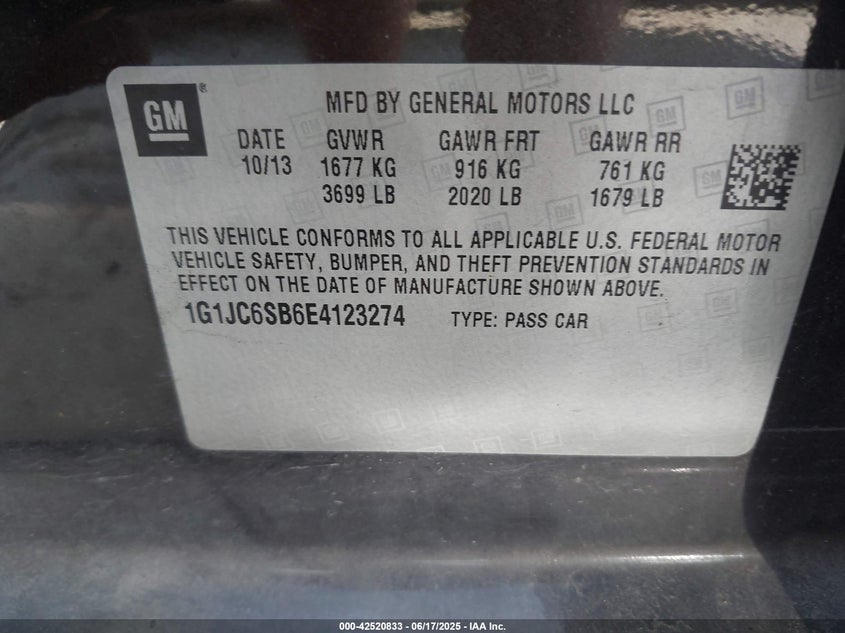 GM ®
MFD BY GENERAL MOTORS LLC
DATE GVWR GAWR FRT GAWR RR
10/13 1677 KG 916 KG 761 KG
3699 LB 2020 LB 1679 LB
THIS VEHICLE CONFORMS TO ALL APPLICABLE U.S. FEDERAL MOTOR
VEHICLE SAFETY, BUMPER, AND THEFT PREVENTION STANDARDS IN
EFFECT ON THE DATE OF MANUFACTURE SHOWN ABOVE.
1G1JC6SB6E4123274 TYPE: PASS CAR
000-42520833 - 06/17/2025 - IAA Inc.